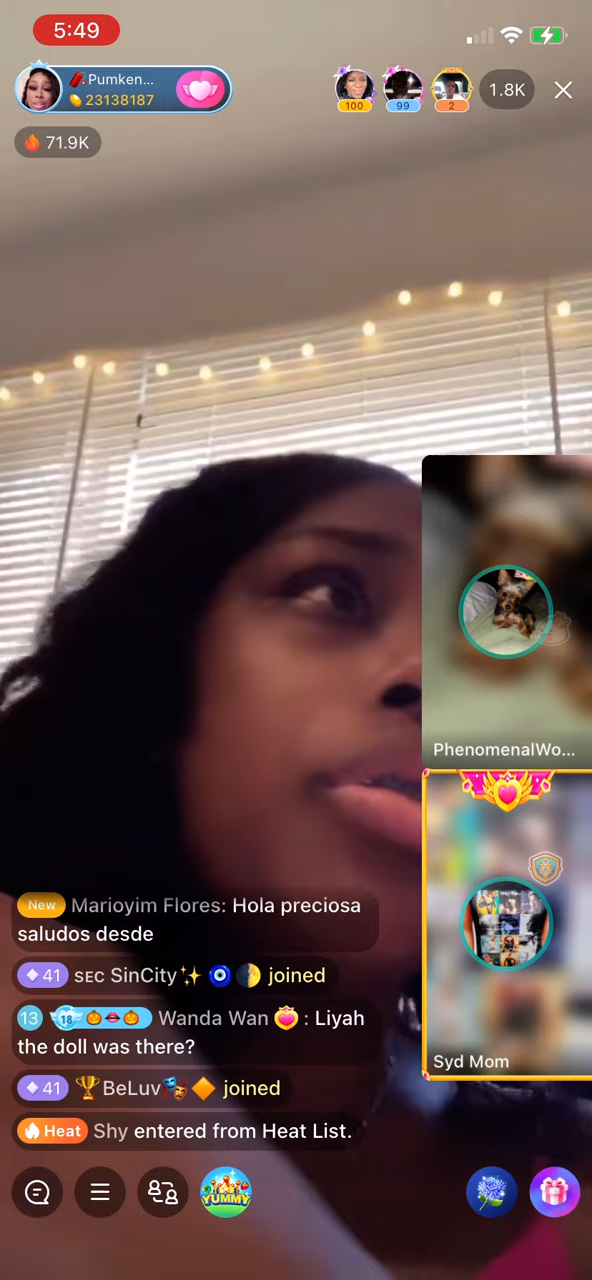 5:49
Pumken...
23138187
100
99
2
1.8K
71.9K
PhenomenalWo...
New Marioyim Flores: Hola preciosa
saludos desde
41 SEC SinCity✨🧿🌓 joined
13 18 🎃👄🎃 Wanda Wan : Liyah
the doll was there?
41 🏆BeLuv🎭🔶 joined
Heat Shy entered from Heat List.
Syd Mom
YUMMY